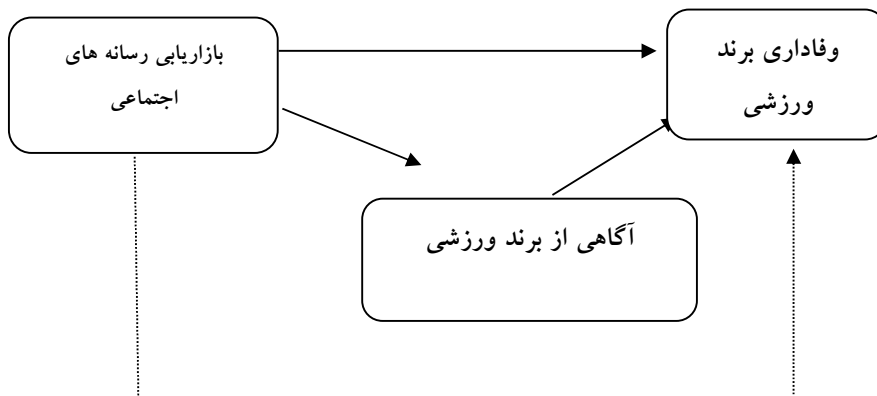 بازاریابی رسانه های
اجتماعی
وفاداری برند
ورزشی
آگاهی از برند ورزشی